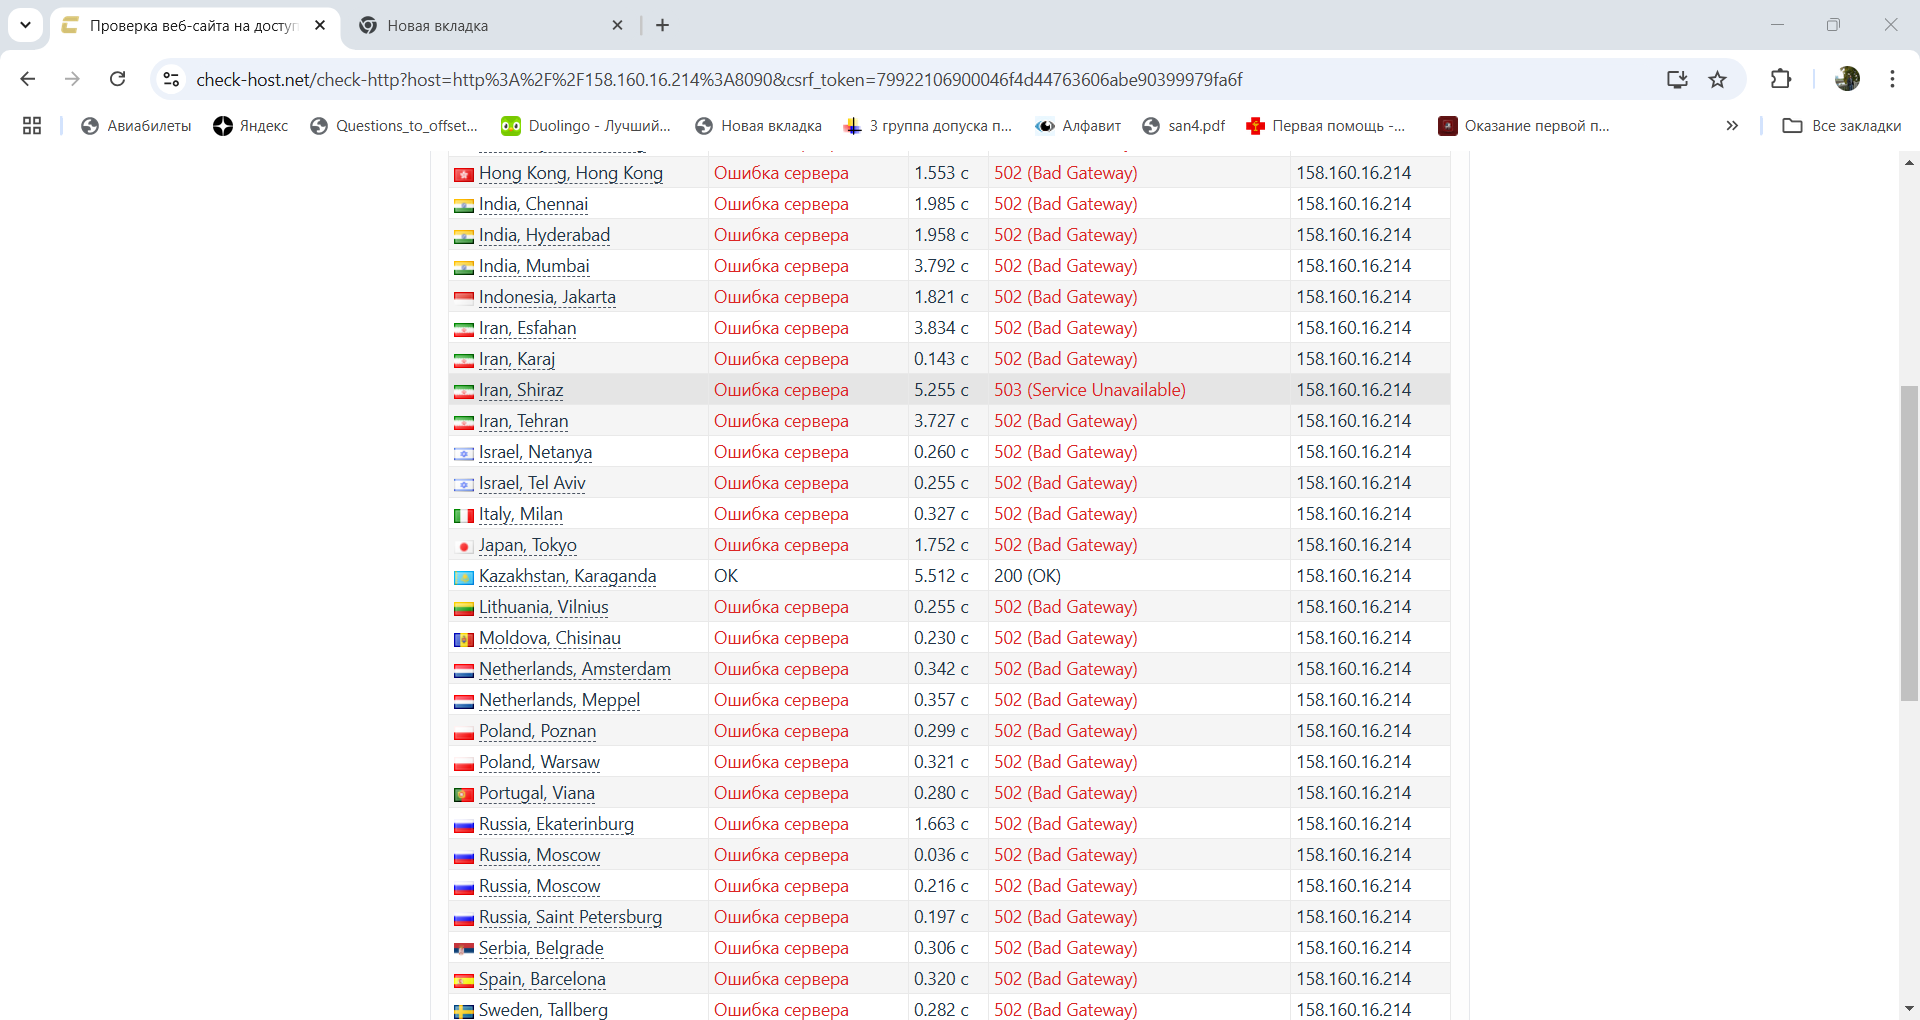 Проверка веб-сайта на доступ
Новая вкладка
check-host.net/check-http?host=http%3A%2F%2F158.160.16.214%3A8090&csrf_token=79922106900046f4d44763606abe90399979fa6f
Авиабилеты Яндекс Questions_to_offset... Duolingo - Лучший... Новая вкладка 3 группа допуска п... Алфавит san4.pdf Первая помощь -... Оказание первой п... » Все закладки
Hong Kong, Hong Kong Ошибка сервера 1.553 с 502 (Bad Gateway) 158.160.16.214
India, Chennai Ошибка сервера 1.985 с 502 (Bad Gateway) 158.160.16.214
India, Hyderabad Ошибка сервера 1.958 с 502 (Bad Gateway) 158.160.16.214
India, Mumbai Ошибка сервера 3.792 с 502 (Bad Gateway) 158.160.16.214
Indonesia, Jakarta Ошибка сервера 1.821 с 502 (Bad Gateway) 158.160.16.214
Iran, Esfahan Ошибка сервера 3.834 с 502 (Bad Gateway) 158.160.16.214
Iran, Karaj Ошибка сервера 0.143 с 502 (Bad Gateway) 158.160.16.214
Iran, Shiraz Ошибка сервера 5.255 с 503 (Service Unavailable) 158.160.16.214
Iran, Tehran Ошибка сервера 3.727 с 502 (Bad Gateway) 158.160.16.214
Israel, Netanya Ошибка сервера 0.260 с 502 (Bad Gateway) 158.160.16.214
Israel, Tel Aviv Ошибка сервера 0.255 с 502 (Bad Gateway) 158.160.16.214
Italy, Milan Ошибка сервера 0.327 с 502 (Bad Gateway) 158.160.16.214
Japan, Tokyo Ошибка сервера 1.752 с 502 (Bad Gateway) 158.160.16.214
Kazakhstan, Karaganda OK 5.512 с 200 (OK) 158.160.16.214
Lithuania, Vilnius Ошибка сервера 0.255 с 502 (Bad Gateway) 158.160.16.214
Moldova, Chisinau Ошибка сервера 0.230 с 502 (Bad Gateway) 158.160.16.214
Netherlands, Amsterdam Ошибка сервера 0.342 с 502 (Bad Gateway) 158.160.16.214
Netherlands, Meppel Ошибка сервера 0.357 с 502 (Bad Gateway) 158.160.16.214
Poland, Poznan Ошибка сервера 0.299 с 502 (Bad Gateway) 158.160.16.214
Poland, Warsaw Ошибка сервера 0.321 с 502 (Bad Gateway) 158.160.16.214
Portugal, Viana Ошибка сервера 0.280 с 502 (Bad Gateway) 158.160.16.214
Russia, Ekaterinburg Ошибка сервера 1.663 с 502 (Bad Gateway) 158.160.16.214
Russia, Moscow Ошибка сервера 0.036 с 502 (Bad Gateway) 158.160.16.214
Russia, Moscow Ошибка сервера 0.216 с 502 (Bad Gateway) 158.160.16.214
Russia, Saint Petersburg Ошибка сервера 0.197 с 502 (Bad Gateway) 158.160.16.214
Serbia, Belgrade Ошибка сервера 0.306 с 502 (Bad Gateway) 158.160.16.214
Spain, Barcelona Ошибка сервера 0.320 с 502 (Bad Gateway) 158.160.16.214
Sweden, Tallberg Ошибка сервера 0.282 с 502 (Bad Gateway) 158.160.16.214